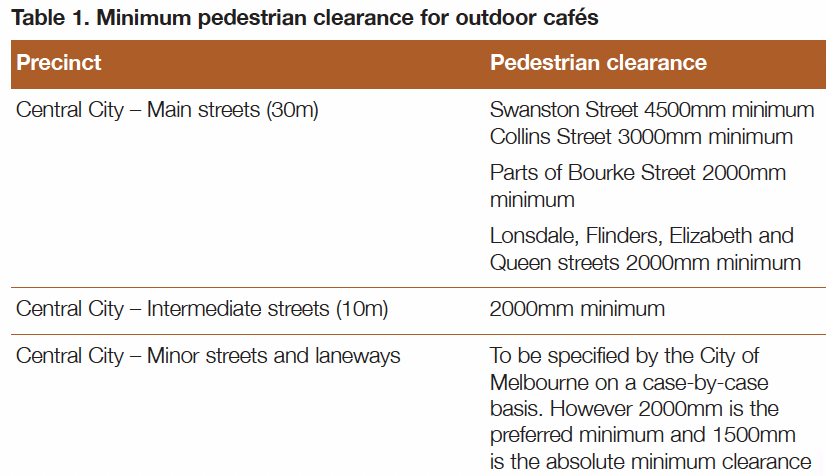 Table 1. Minimum pedestrian clearance for outdoor cafés
Precinct Pedestrian clearance
Central City – Main streets (30m) Swanston Street 4500mm minimum
Collins Street 3000mm minimum
Parts of Bourke Street 2000mm
minimum
Lonsdale, Flinders, Elizabeth and
Queen streets 2000mm minimum
Central City – Intermediate streets (10m) 2000mm minimum
Central City – Minor streets and laneways To be specified by the City of
Melbourne on a case-by-case
basis. However 2000mm is the
preferred minimum and 1500mm
is the absolute minimum clearance